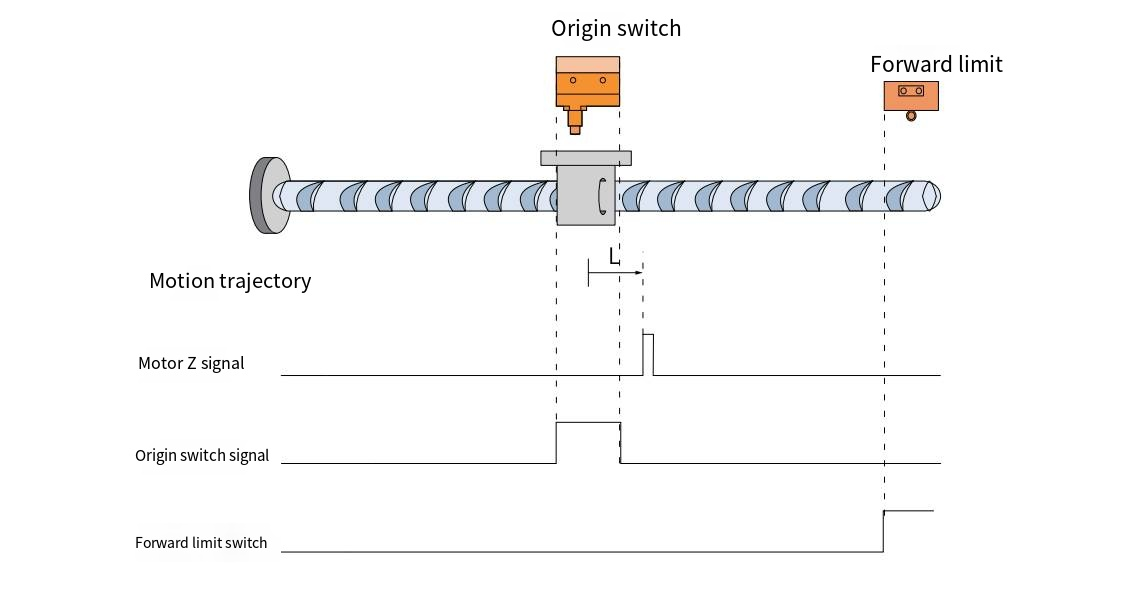 Origin switch
Forward limit
L
Motion trajectory
Motor Z signal
Origin switch signal
Forward limit switch